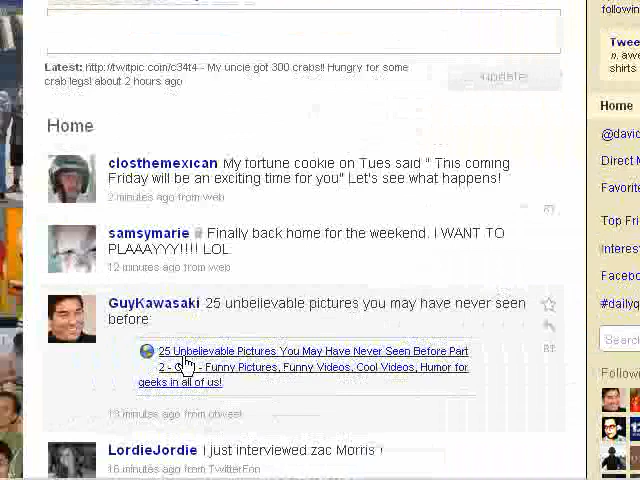 followin
Twee
n. awe
shirts
Latest: http://twitpic.com/c34t4 - My uncle got 300 crabs!! Hungry for some
crab legs! about 2 hours ago
update
Home
Home
@david
closthemexican My fortune cookie on Tues said " This coming
Friday will be an exciting time for you" Let's see what happens!
2 minutes ago from web
Direct M
Favorite
Top Fri
samsymarie Finally back home for the weekend. I WANT TO
PLAAAYYY!!!! LOL
12 minutes ago from web
Interes
Facebo
#dailyq
GuyKawasaki 25 unbelievable pictures you may have never seen
before:
25 Unbelievable Pictures You May Have Never Seen Before Part
2 - - Funny Pictures, Funny Videos, Cool Videos, Humor for
geeks in all of us!
13 minutes ago from
Search
Followi
LordieJordie I just interviewed zac Morris !
16 minutes ago from TwitterFon